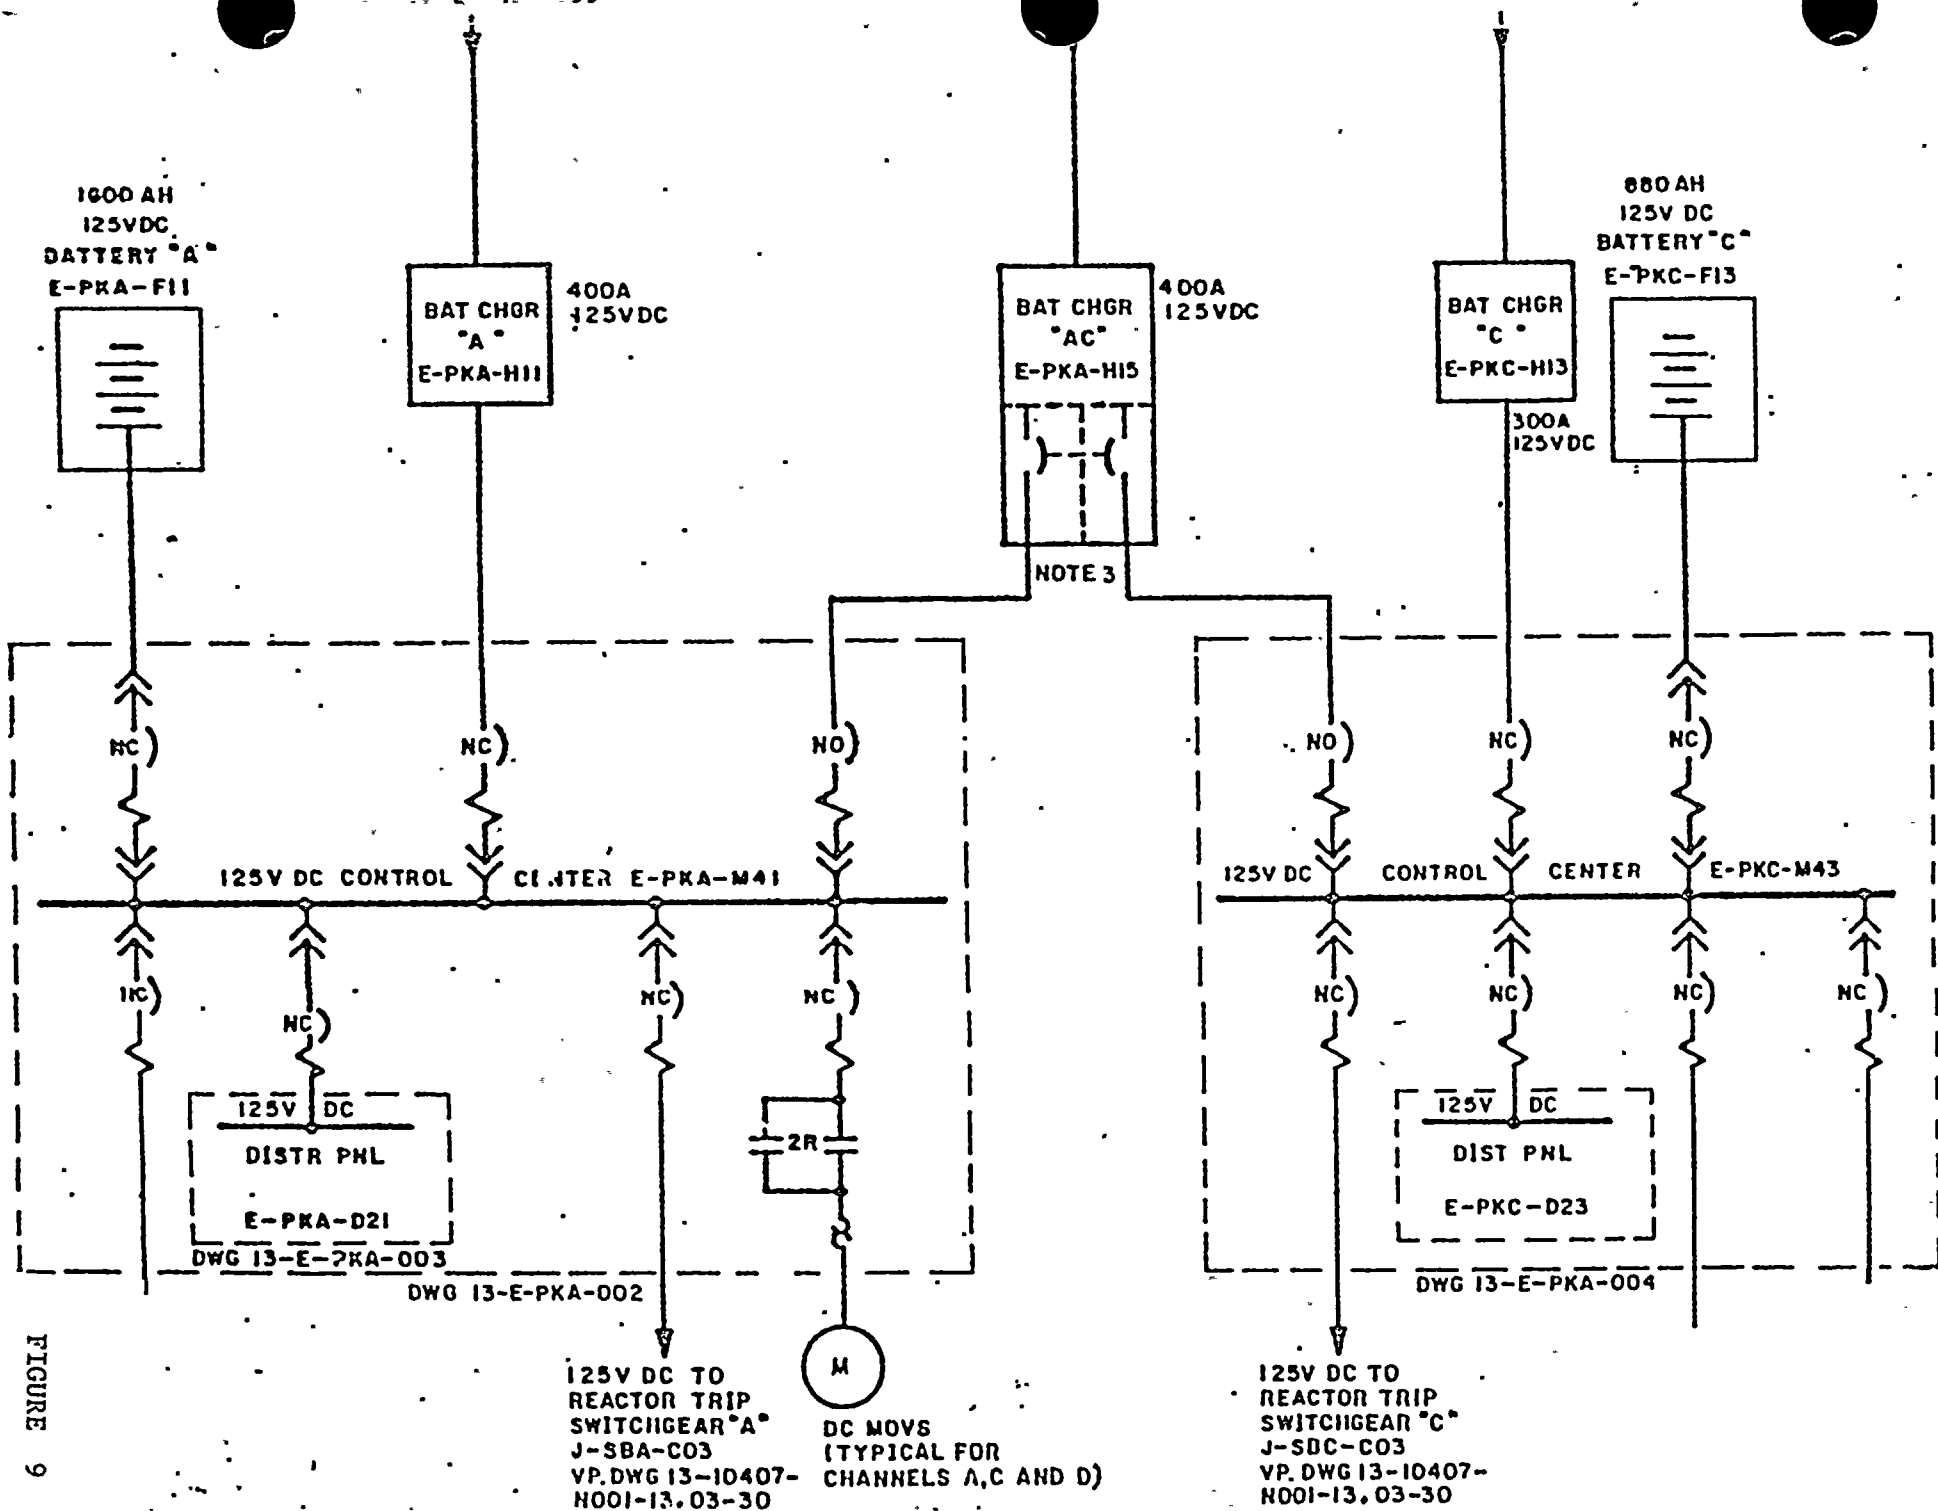 1600 AH
125VDC
BATTERY "A"
E-PKA-F11
BAT CHGR
"A"
E-PKA-H11
400A
125VDC
BAT CHGR
"AC"
E-PKA-H15
400A
125VDC
NOTE 3
BAT CHGR
"C"
E-PKC-H13
300A
125VDC
880 AH
125V DC
BATTERY "C"
E-PKC-F13
NC
NC
NO
NO
NC
NC
125V DC CONTROL CENTER E-PKA-M41
125V DC CONTROL CENTER E-PKC-M43
NC
NC
NC
NC
NC
NC
NC
NC
125V DC
DISTR PNL
E-PKA-D21
DWG 13-E-PKA-003
DWG 13-E-PKA-002
2R
M
125V DC
DIST PNL
E-PKC-D23
DWG 13-E-PKA-004
125V DC TO
REACTOR TRIP
SWITCHGEAR "A"
J-SBA-C03
VP. DWG 13-10407-
N001-13.03-30
DC MOVS
(TYPICAL FOR
CHANNELS A,C AND D)
125V DC TO
REACTOR TRIP
SWITCHGEAR "C"
J-SBC-C03
VP. DWG 13-10407-
N001-13.03-30
FIGURE 9